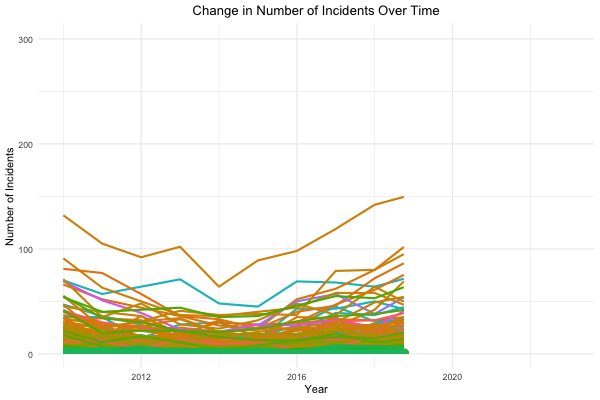 Change in Number of Incidents Over Time
300
200
100
0
Number of Incidents
2012
2016
2020
Year